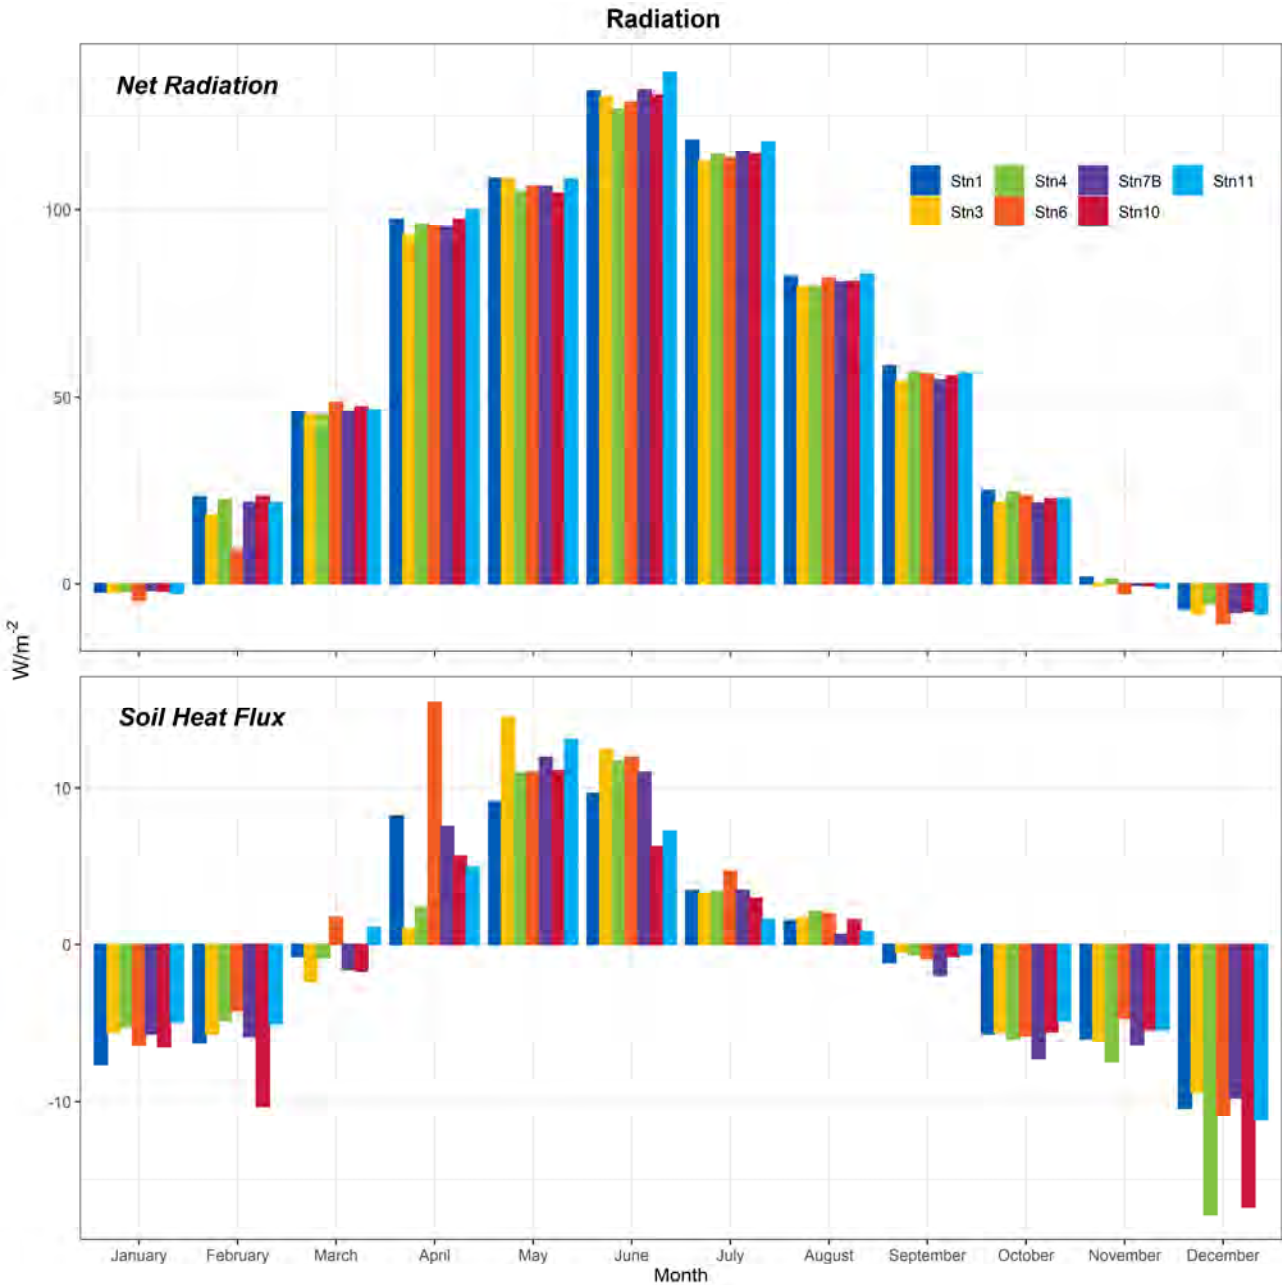 Radiation
Net Radiation
Stn1 Stn4 Stn7B Stn11
Stn3 Stn6 Stn10
100
50
0
W/m-2
Soil Heat Flux
10
0
-10
January February March April May June July August September October November December
Month